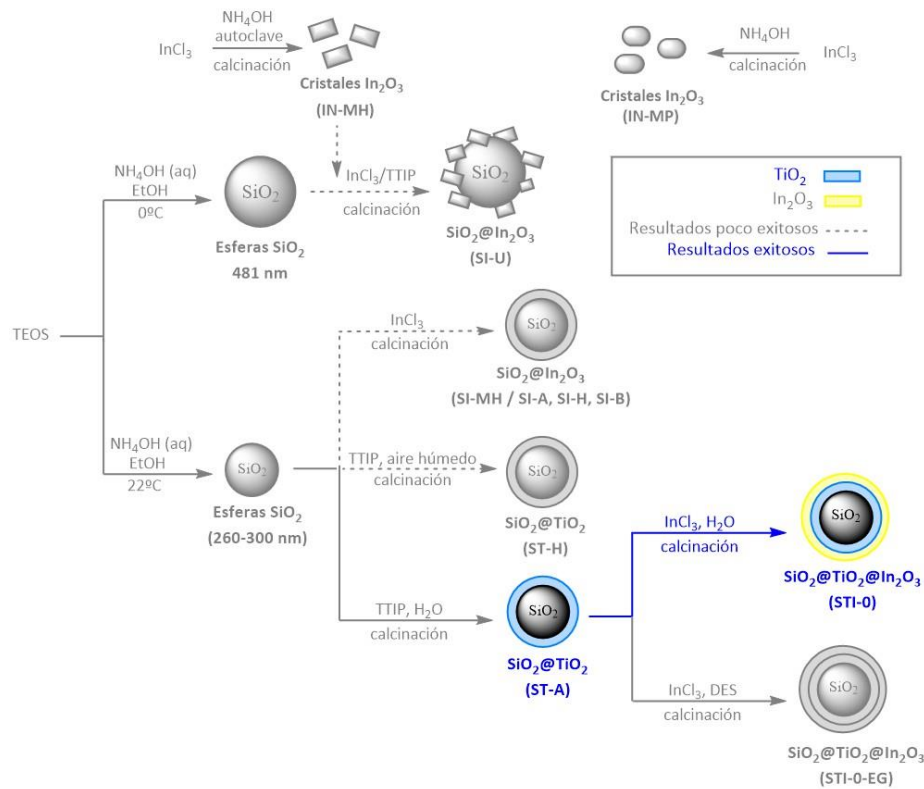 InCl3
NH4OH
autoclave
calcinación
Cristales In2O3
(IN-MH)
NH4OH
calcinación
InCl3
Cristales In2O3
(IN-MP)
TEOS
NH4OH (aq)
EtOH
0ºC
SiO2
Esferas SiO2
481 nm
InCl3/TTIP
calcinación
SiO2
SiO2@In2O3
(SI-U)
TiO2
In2O3
Resultados poco exitosos
Resultados exitosos
InCl3
calcinación
SiO2
SiO2@In2O3
(SI-MH / SI-A, SI-H, SI-B)
NH4OH (aq)
EtOH
22ºC
SiO2
Esferas SiO2
(260-300 nm)
TTIP, aire húmedo
calcinación
SiO2
SiO2@TiO2
(ST-H)
TTIP, H2O
calcinación
SiO2
SiO2@TiO2
(ST-A)
InCl3, H2O
calcinación
SiO2
SiO2@TiO2@In2O3
(STI-0)
InCl3, DES
calcinación
SiO2
SiO2@TiO2@In2O3
(STI-0-EG)